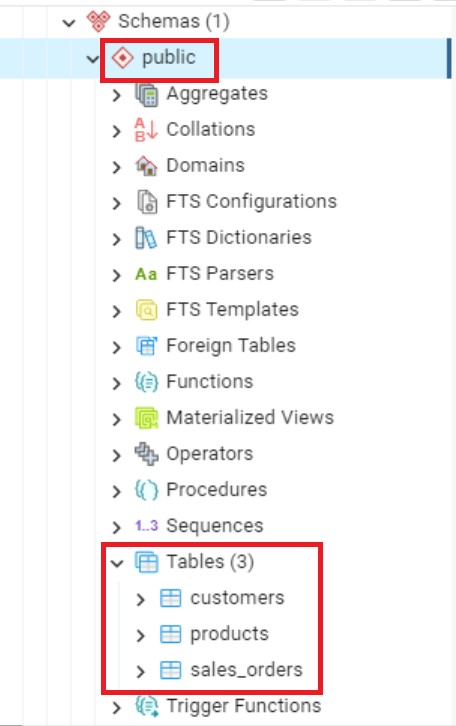 Schemas (1)
public
Aggregates
Collations
Domains
FTS Configurations
FTS Dictionaries
Aa FTS Parsers
FTS Templates
Foreign Tables
Functions
Materialized Views
Operators
Procedures
1..3 Sequences
Tables (3)
customers
products
sales_orders
Trigger Functions